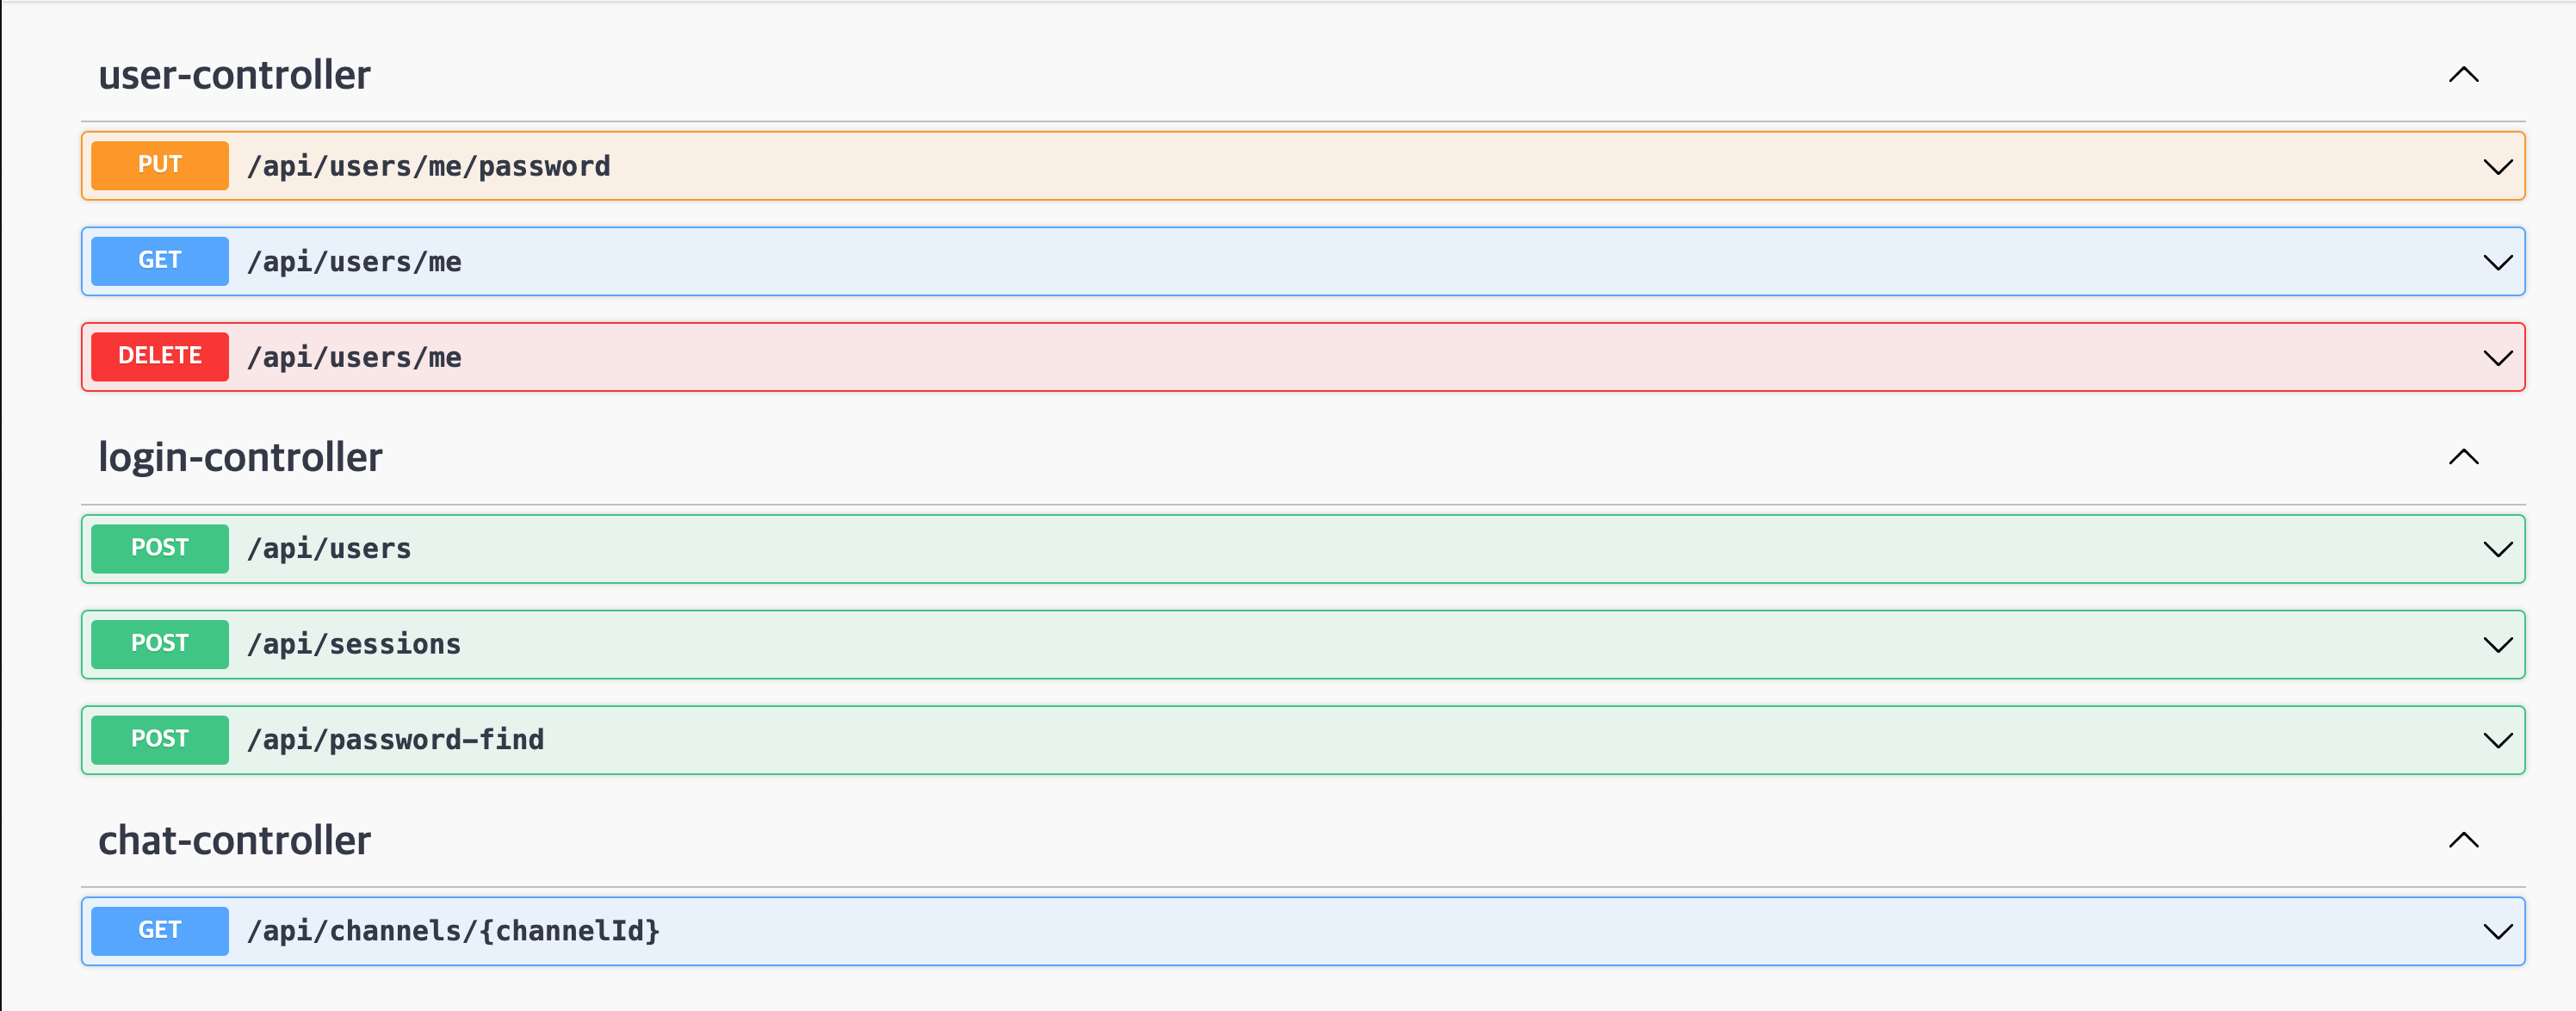 user-controller
PUT /api/users/me/password
GET /api/users/me
DELETE /api/users/me
login-controller
POST /api/users
POST /api/sessions
POST /api/password-find
chat-controller
GET /api/channels/{channelId}